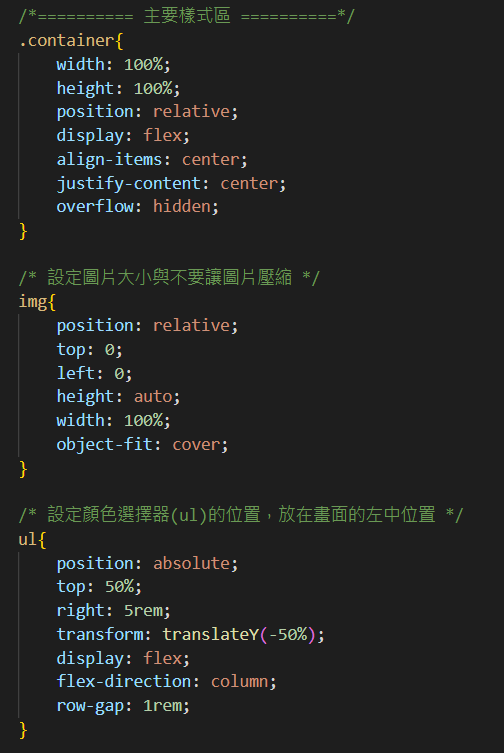 /*========== 主要樣式區 ==========*/
.container{
    width: 100%;
    height: 100%;
    position: relative;
    display: flex;
    align-items: center;
    justify-content: center;
    overflow: hidden;
}

/* 設定圖片大小與不要讓圖片壓縮 */
img{
    position: relative;
    top: 0;
    left: 0;
    height: auto;
    width: 100%;
    object-fit: cover;
}

/* 設定顏色選擇器(ul)的位置，放在畫面的左中位置 */
ul{
    position: absolute;
    top: 50%;
    right: 5rem;
    transform: translateY(-50%);
    display: flex;
    flex-direction: column;
    row-gap: 1rem;
}